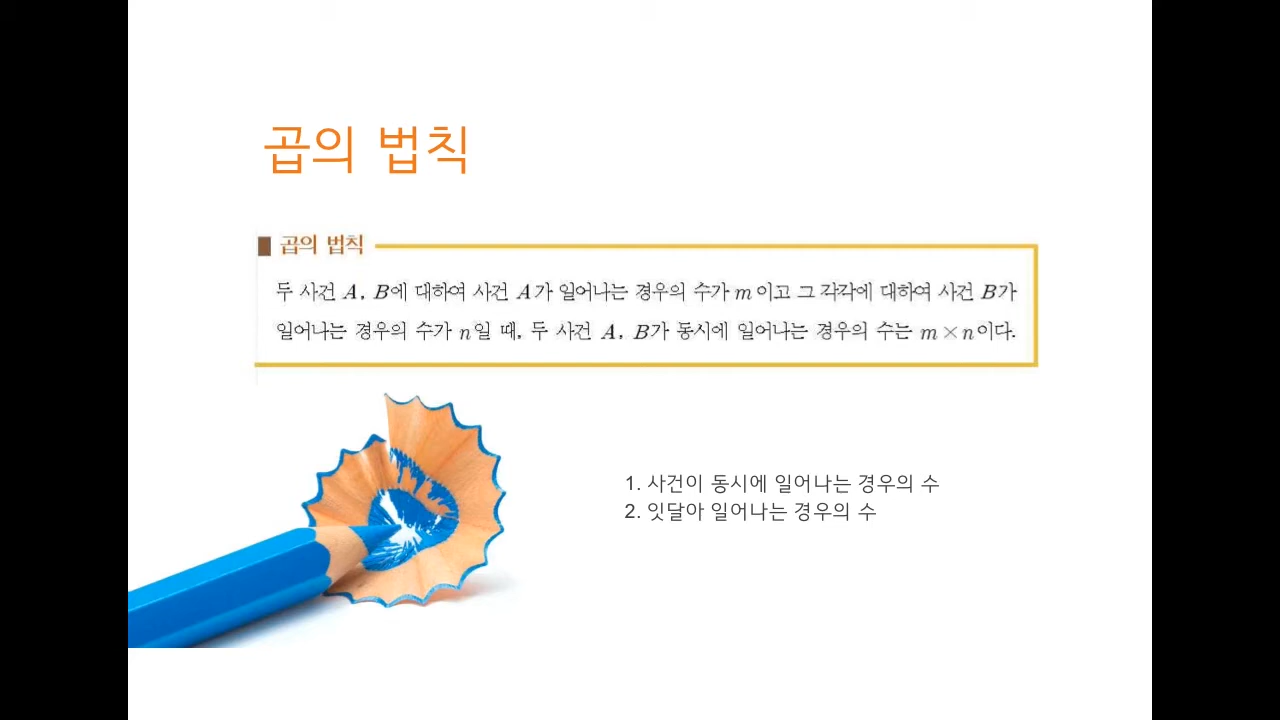 곱의 법칙
곱의 법칙
두 사건 A, B에 대하여 사건 A가 일어나는 경우의 수가 m이고 그 각각에 대하여 사건 B가
일어나는 경우의 수가 n일 때, 두 사건 A, B가 동시에 일어나는 경우의 수는 m×n이다.
1. 사건이 동시에 일어나는 경우의 수
2. 잇달아 일어나는 경우의 수